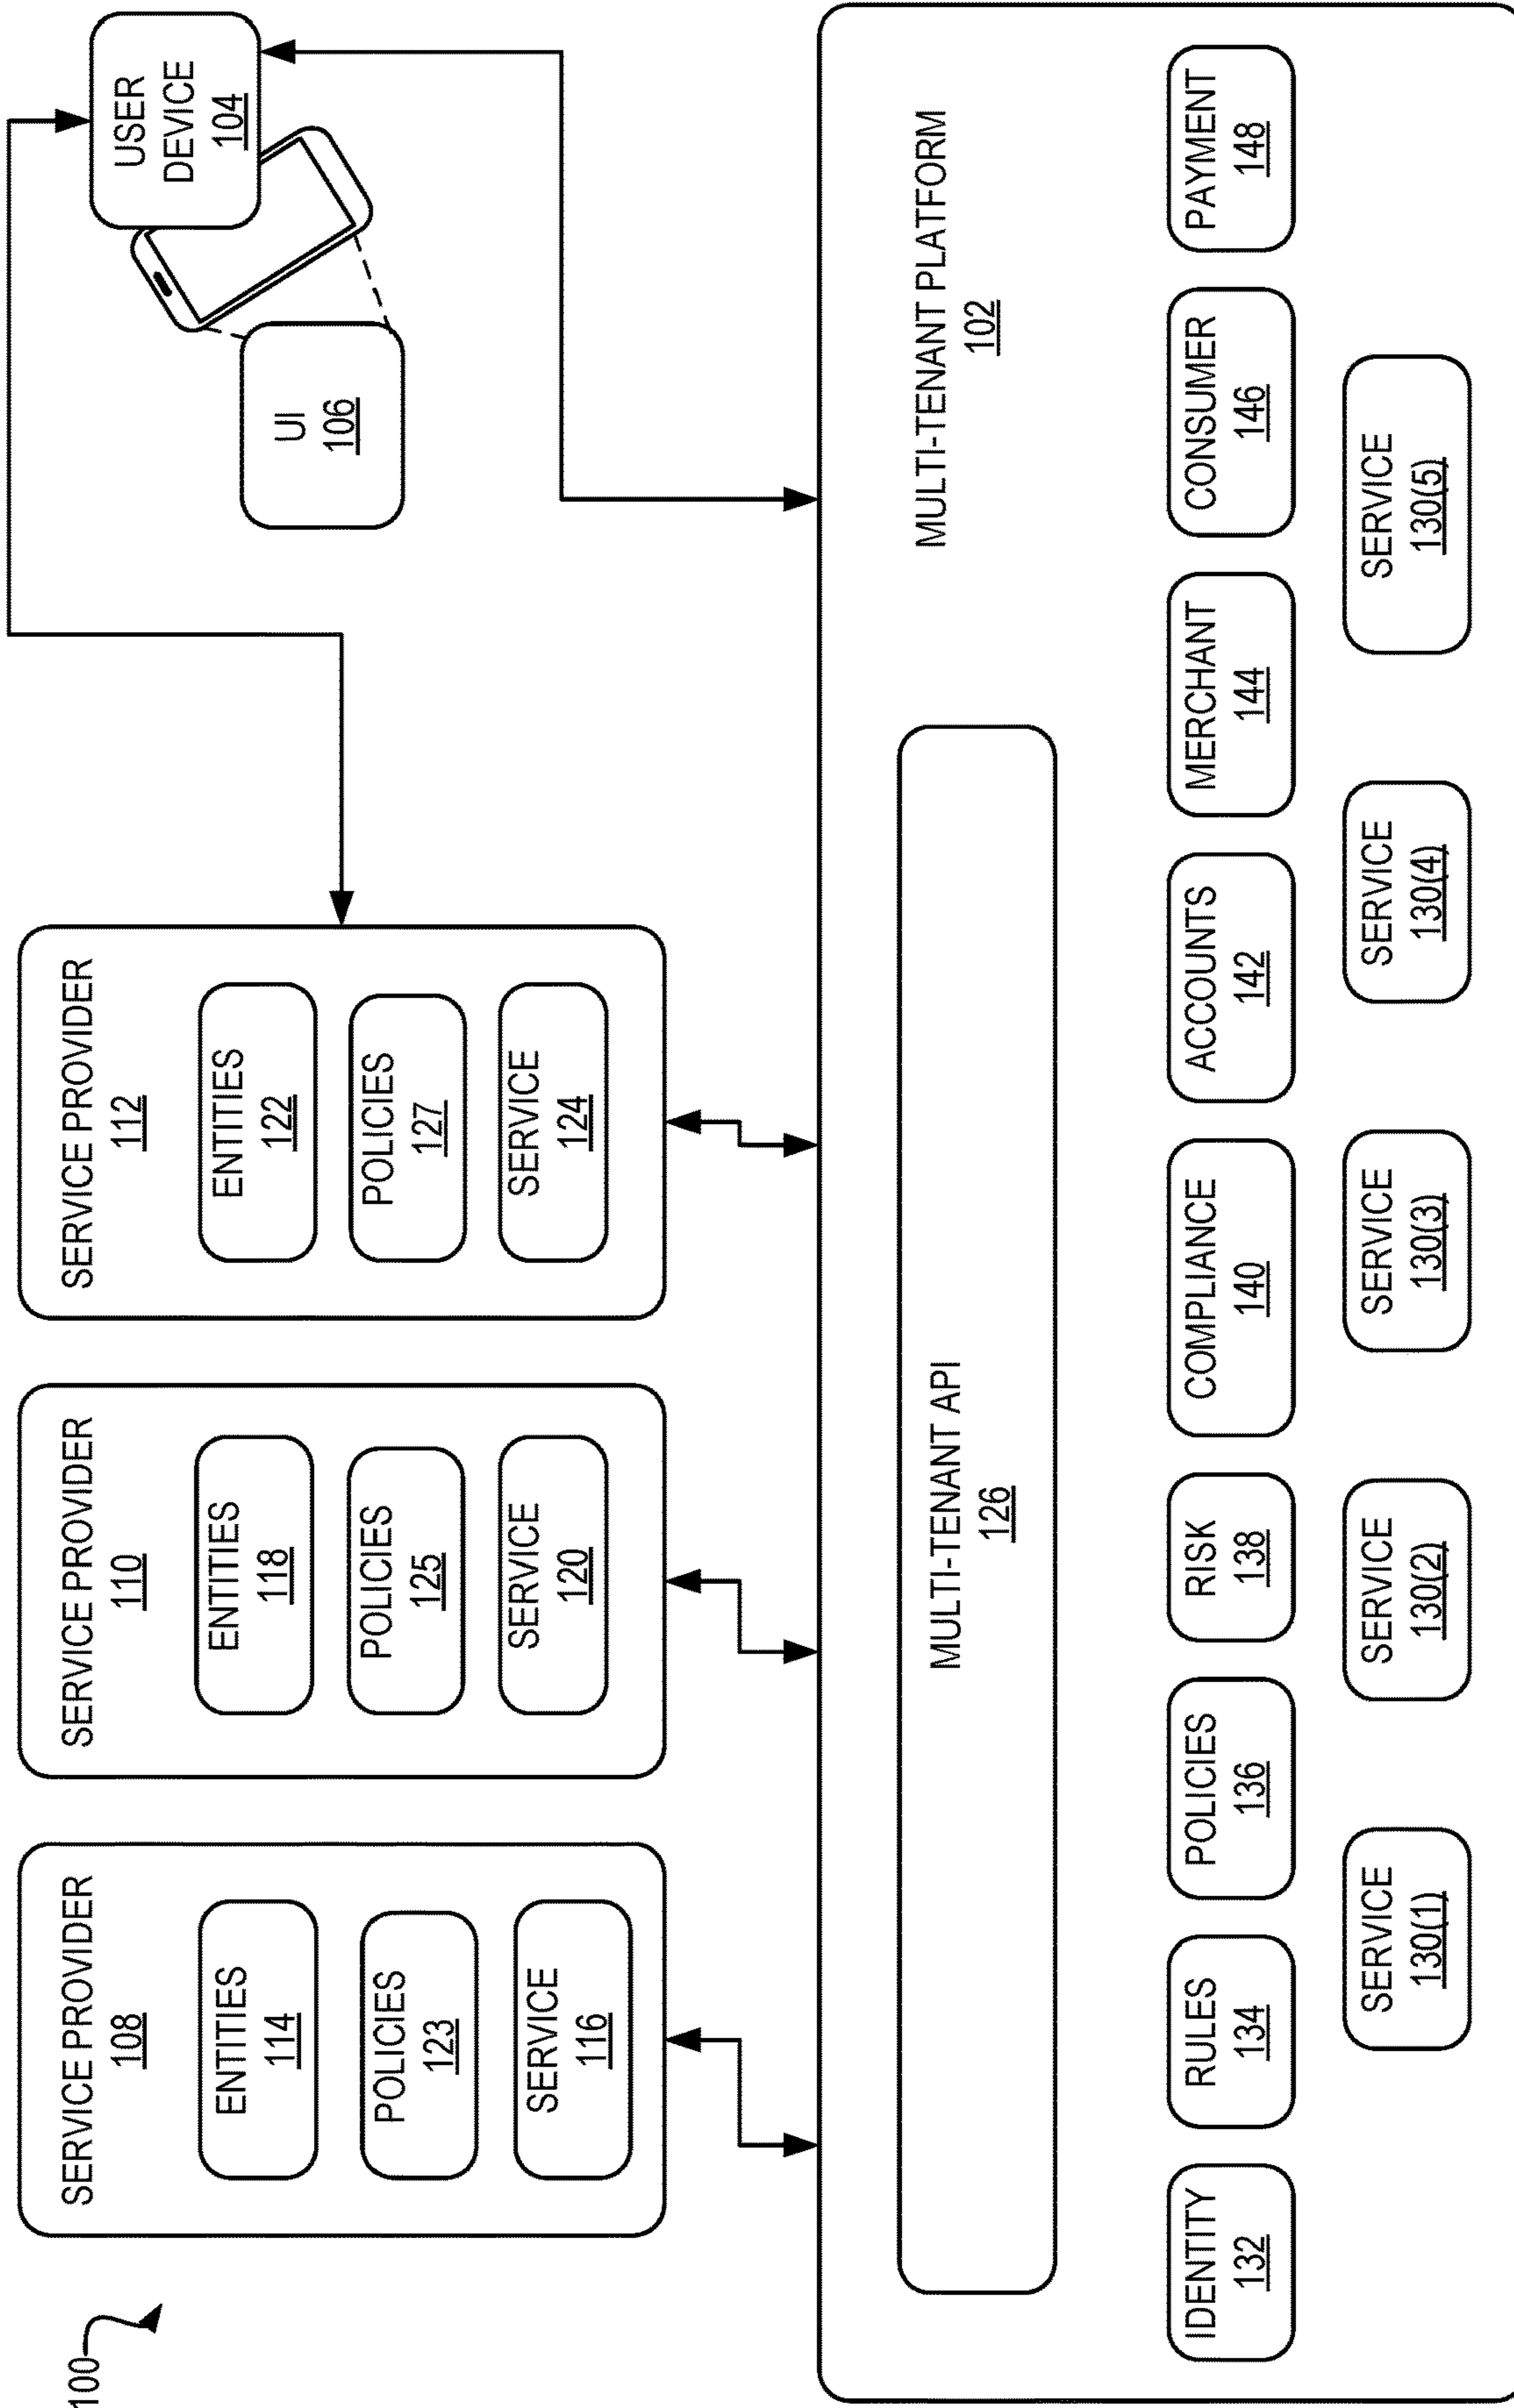 100
SERVICE PROVIDER
108
ENTITIES
114
POLICIES
123
SERVICE
116
SERVICE PROVIDER
110
ENTITIES
118
POLICIES
125
SERVICE
120
SERVICE PROVIDER
112
ENTITIES
122
POLICIES
127
SERVICE
124
USER
DEVICE
104
UI
106
MULTI-TENANT PLATFORM
102
MULTI-TENANT API
126
IDENTITY
132
RULES
134
POLICIES
136
RISK
138
COMPLIANCE
140
ACCOUNTS
142
MERCHANT
144
CONSUMER
146
PAYMENT
148
SERVICE
130(1)
SERVICE
130(2)
SERVICE
130(3)
SERVICE
130(4)
SERVICE
130(5)